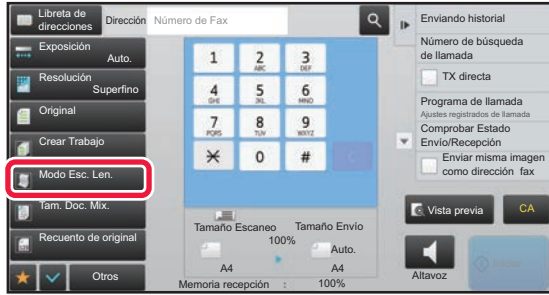 Libreta de
direcciones
Dirección
Número de Fax
Exposición
Auto.
Resolución
Superfino
Original
Crear Trabajo
Modo Esc. Len.
Tam. Doc. Mix.
Recuento de original
Otros
1
2
ABC
3
DEF
4
GHI
5
JKL
6
MNO
7
PQRS
8
TUV
9
WXYZ
0
#
C
Tamaño Escaneo
Tamaño Envío
100%
Auto.
A4
A4
Memoria recepción : 100%
Enviando historial
Número de búsqueda
de llamada
TX directa
Programa de llamada
Ajustes registrados de llamada
Comprobar Estado
Envío/Recepción
Enviar misma imagen
como dirección fax
Vista previa
CA
Altavoz